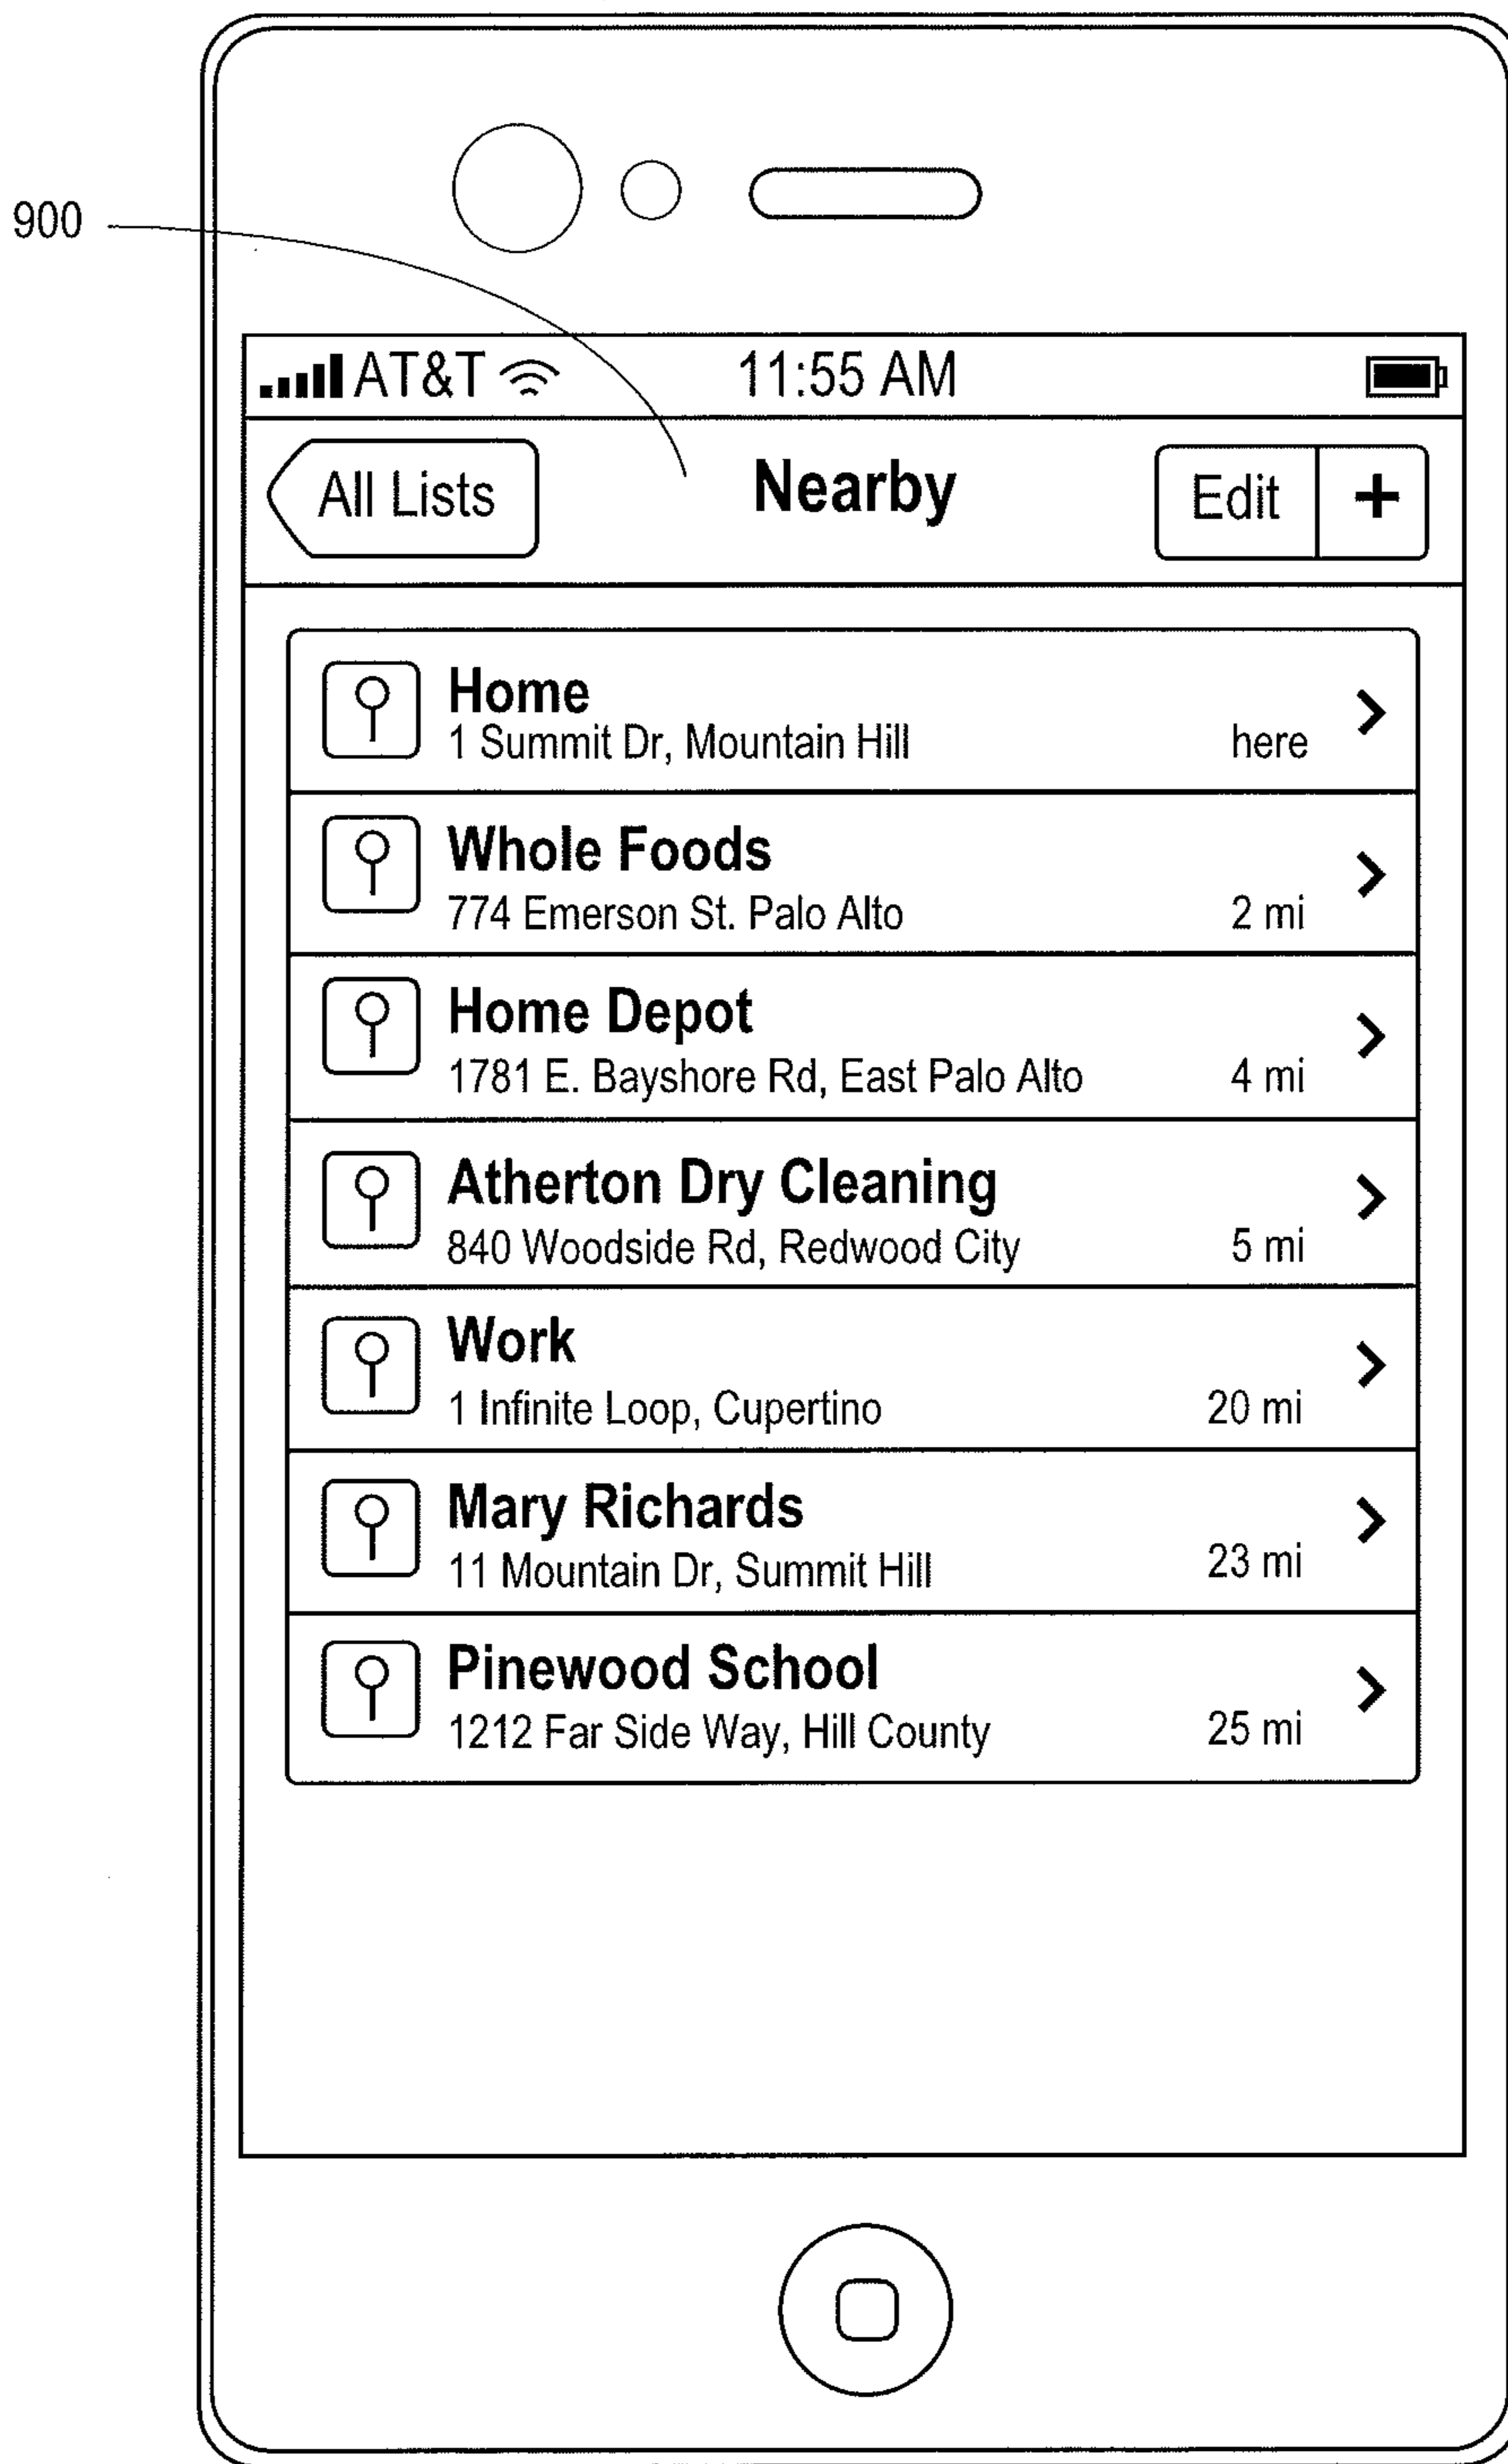 900
AT&T 11:55 AM
All Lists Nearby Edit +
Home
1 Summit Dr, Mountain Hill here
Whole Foods
774 Emerson St. Palo Alto 2 mi
Home Depot
1781 E. Bayshore Rd, East Palo Alto 4 mi
Atherton Dry Cleaning
840 Woodside Rd, Redwood City 5 mi
Work
1 Infinite Loop, Cupertino 20 mi
Mary Richards
11 Mountain Dr, Summit Hill 23 mi
Pinewood School
1212 Far Side Way, Hill County 25 mi